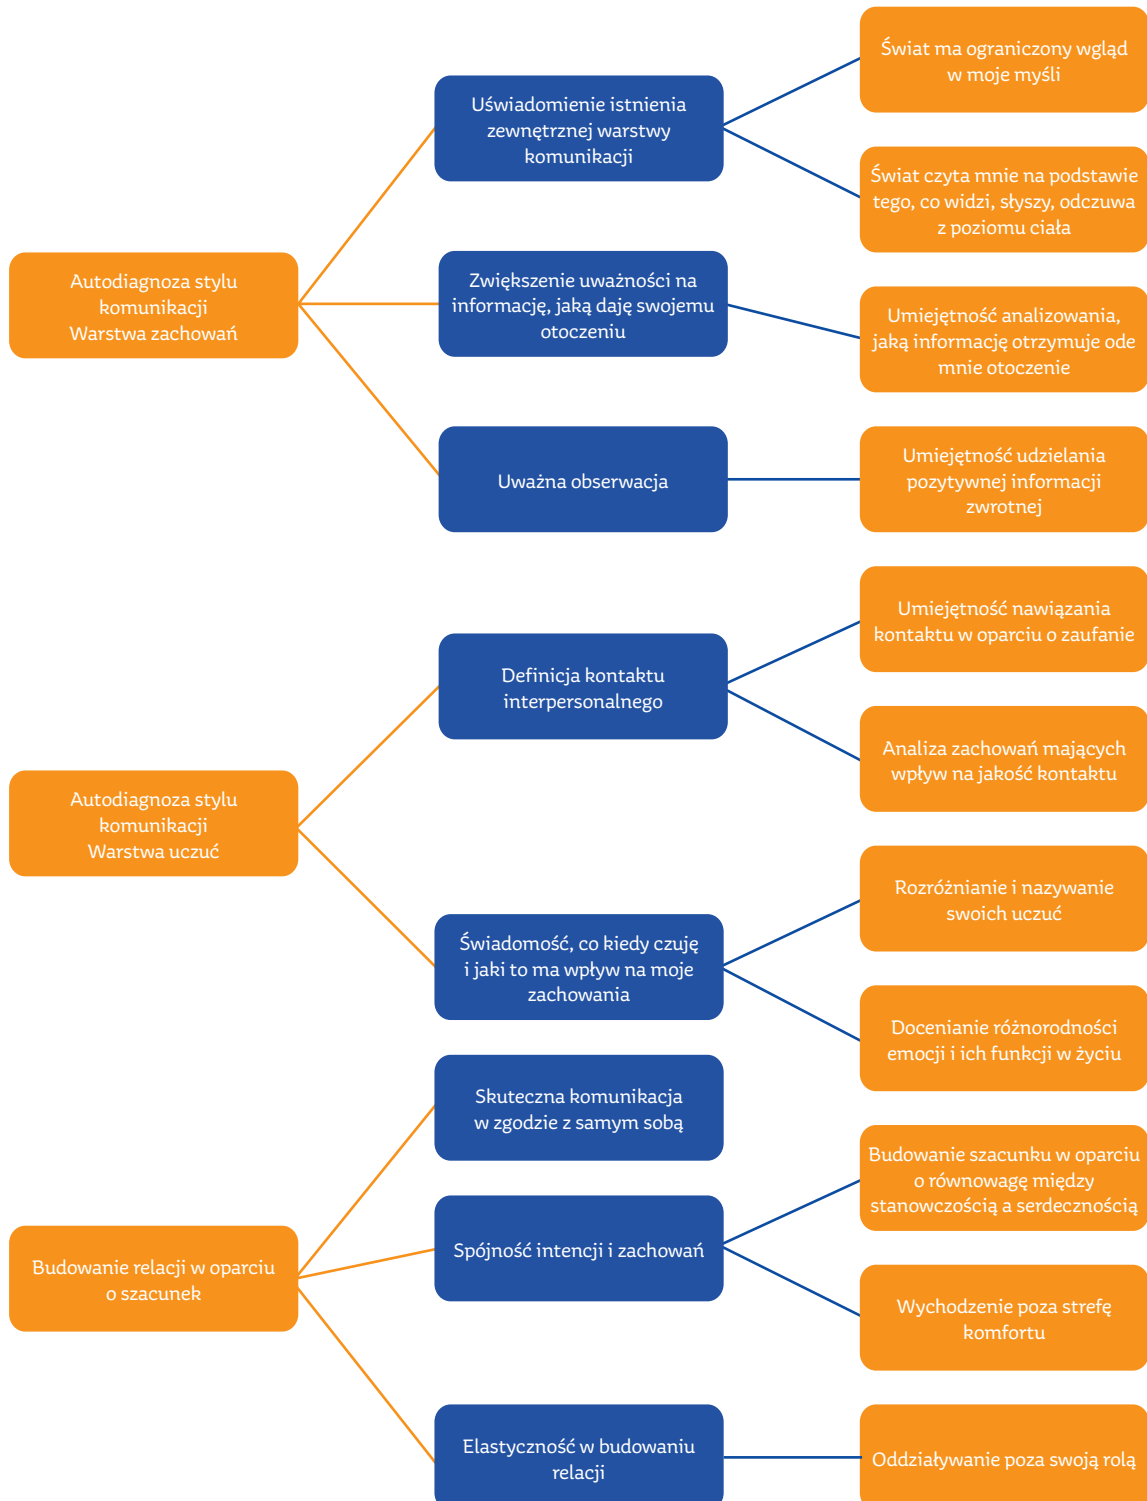 Autodiagnoza stylu
komunikacji
Warstwa zachowań
Uświadomienie istnienia
zewnętrznej warstwy
komunikacji
Świat ma ograniczony wgląd
w moje myśli
Świat czyta mnie na podstawie
tego, co widzi, słyszy, odczuwa
z poziomu ciała
Zwiększenie uważności na
informację, jaką daję swojemu
otoczeniu
Umiejętność analizowania,
jaką informację otrzymuje ode
mnie otoczenie
Uważna obserwacja
Umiejętność udzielania
pozytywnej informacji
zwrotnej
Autodiagnoza stylu
komunikacji
Warstwa uczuć
Definicja kontaktu
interpersonalnego
Umiejętność nawiązania
kontaktu w oparciu o zaufanie
Analiza zachowań mających
wpływ na jakość kontaktu
Świadomość, co kiedy czuję
i jaki to ma wpływ na moje
zachowania
Rozróżnianie i nazywanie
swoich uczuć
Docenianie różnorodności
emocji i ich funkcji w życiu
Budowanie relacji w oparciu
o szacunek
Skuteczna komunikacja
w zgodzie z samym sobą
Spójność intencji i zachowań
Budowanie szacunku w oparciu
o równowagę między
stanowczością a serdecznością
Wychodzenie poza strefę
komfortu
Elastyczność w budowaniu
relacji
Oddziaływanie poza swoją rolą